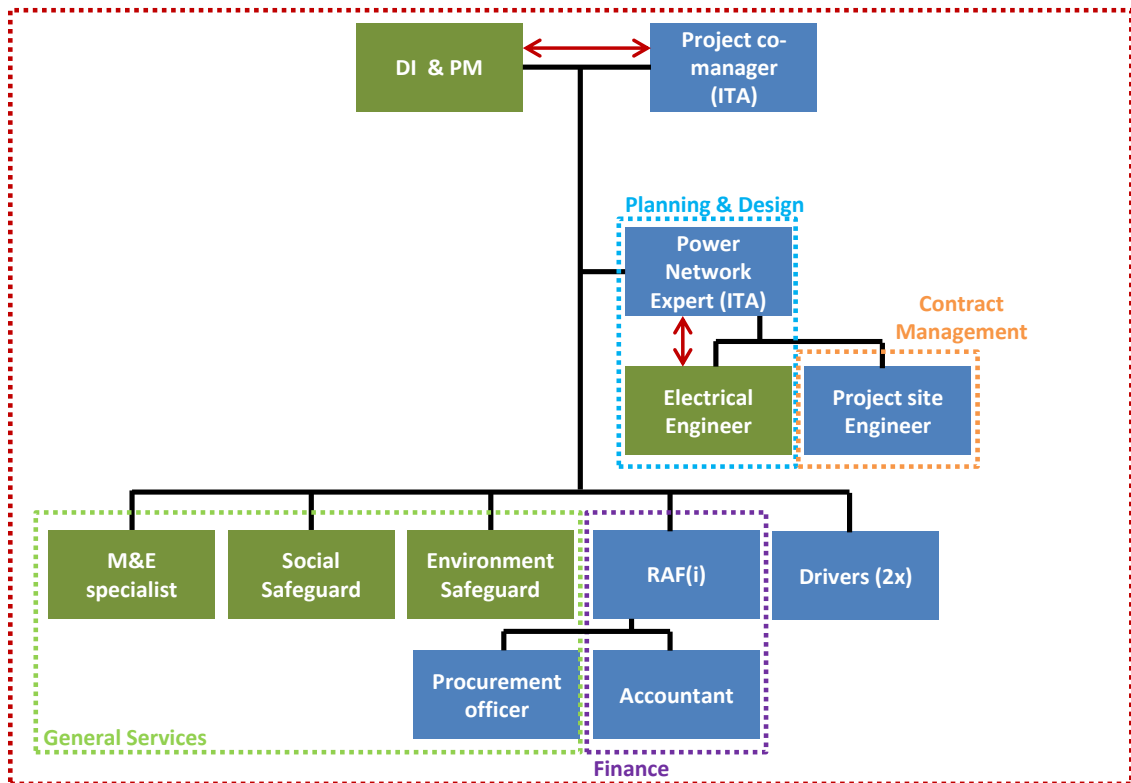 DI & PM
Project co-
manager
(ITA)
Planning & Design
Power
Network
Expert (ITA)
Contract
Management
Electrical
Engineer
Project site
Engineer
M&E
specialist
Social
Safeguard
Environment
Safeguard
RAF(i)
Drivers (2x)
Procurement
officer
Accountant
General Services
Finance